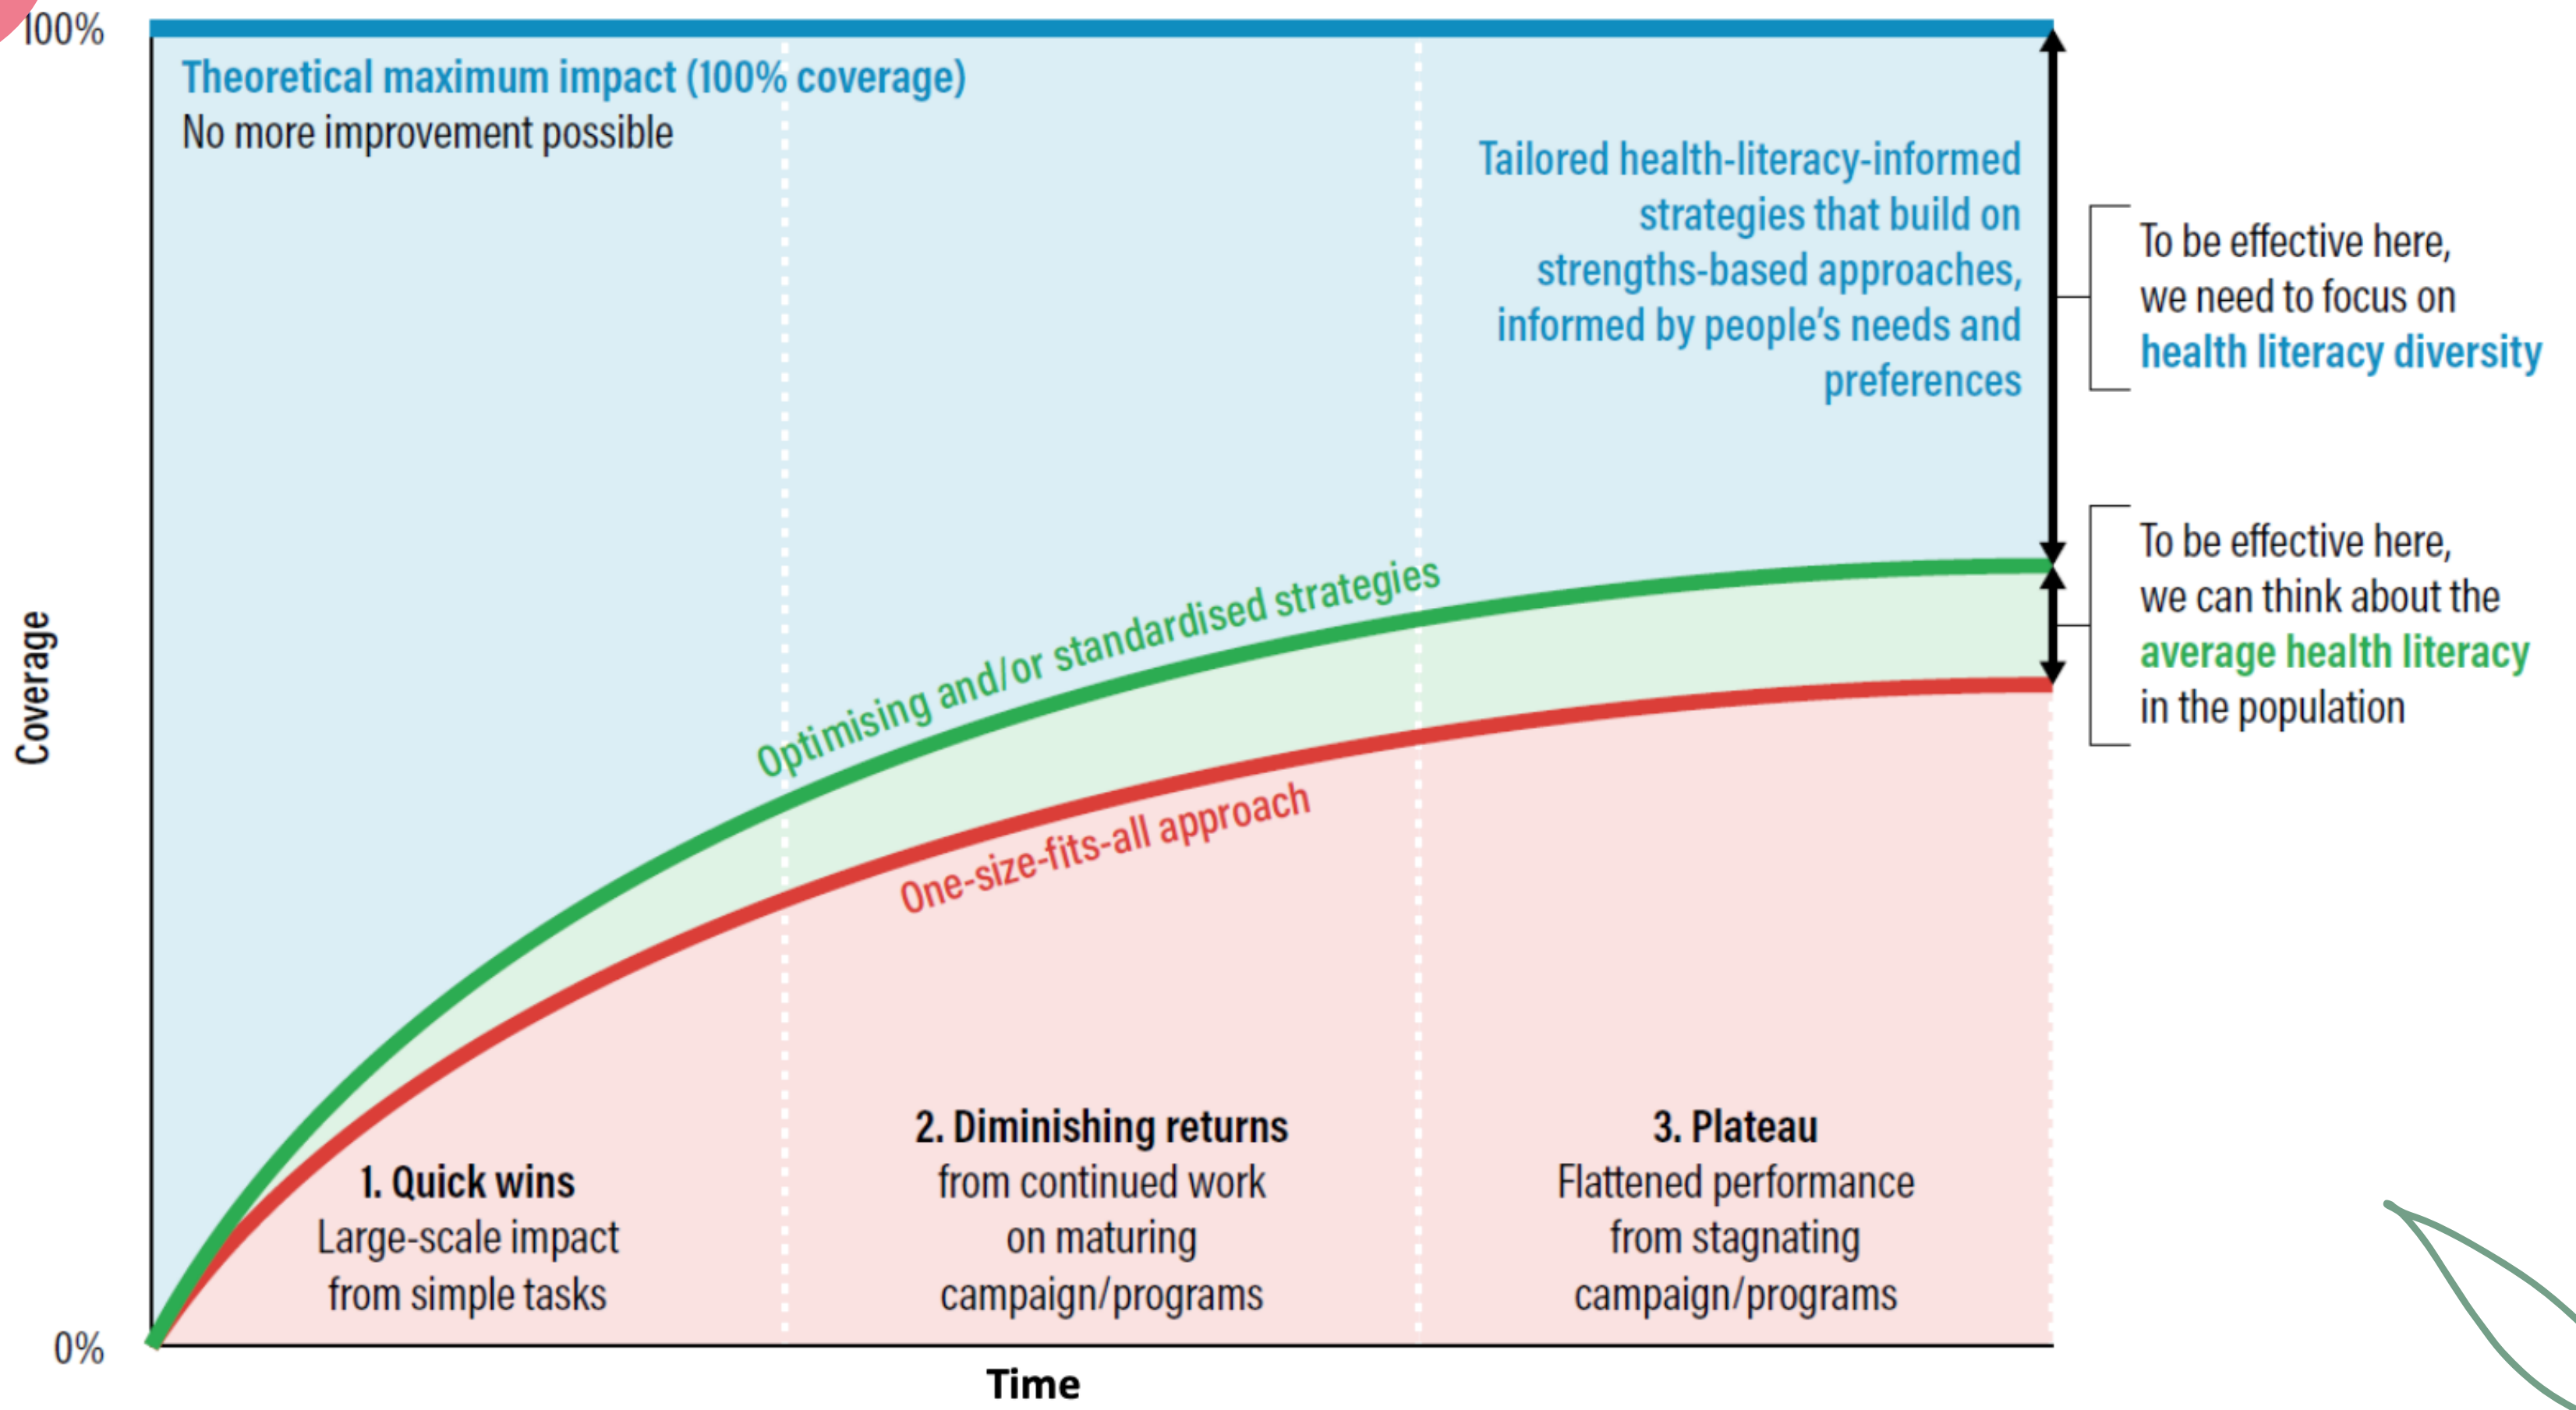 100%
Theoretical maximum impact (100% coverage)
No more improvement possible
Tailored health-literacy-informed
strategies that build on
strengths-based approaches,
informed by people's needs and
preferences
To be effective here,
we need to focus on
health literacy diversity
To be effective here,
we can think about the
average health literacy
in the population
Optimising and/or standardised strategies
One-size-fits-all approach
Coverage
1. Quick wins
Large-scale impact
from simple tasks
2. Diminishing returns
from continued work
on maturing
campaign/programs
3. Plateau
Flattened performance
from stagnating
campaign/programs
0%
Time